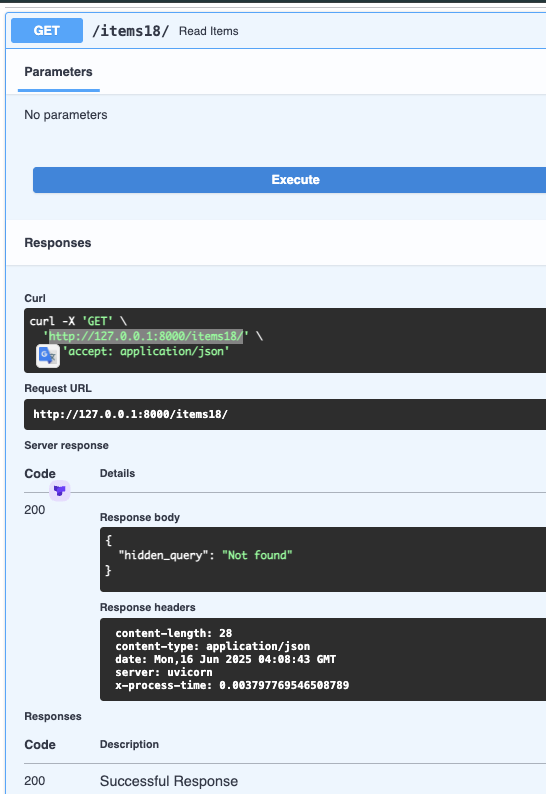 GET /items18/ Read Items
Parameters
No parameters
Execute
Responses
Curl
curl -X 'GET' \
'http://127.0.0.1:8000/items18/' \
'accept: application/json'
Request URL
http://127.0.0.1:8000/items18/
Server response
Code Details
200
Response body
{
"hidden_query": "Not found"
}
Response headers
content-length: 28
content-type: application/json
date: Mon,16 Jun 2025 04:08:43 GMT
server: uvicorn
x-process-time: 0.003797769546508789
Responses
Code Description
200 Successful Response